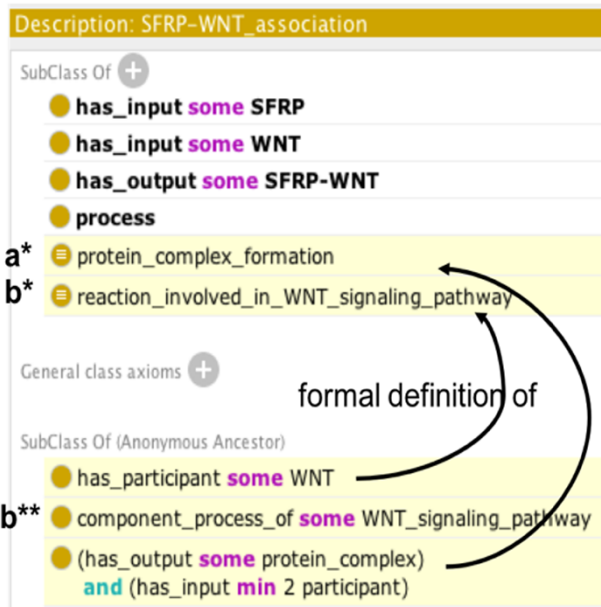 Description: SFRP-WNT_association
SubClass Of +
has_input some SFRP
has_input some WNT
has_output some SFRP-WNT
process
a* protein_complex_formation
b* reaction_involved_in_WNT_signaling_pathway
General class axioms +
formal definition of
SubClass Of (Anonymous Ancestor)
has_participant some WNT
b** component_process_of some WNT_signaling_pathway
(has_output some protein_complex)
and (has_input min 2 participant)